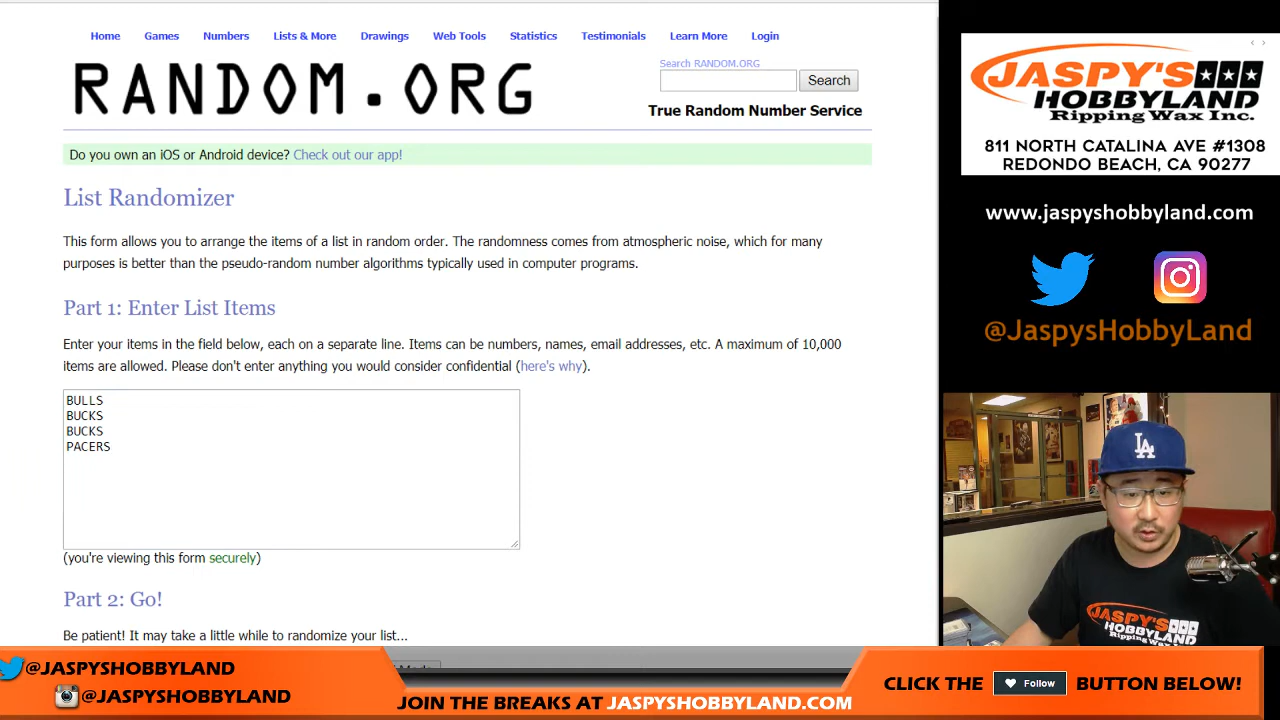 Home Games Numbers Lists & More Drawings Web Tools Statistics Testimonials Learn More Login
RANDOM.ORG
Search RANDOM.ORG
Search
True Random Number Service
Do you own an iOS or Android device? Check out our app!
List Randomizer
This form allows you to arrange the items of a list in random order. The randomness comes from atmospheric noise, which for many
purposes is better than the pseudo-random number algorithms typically used in computer programs.
Part 1: Enter List Items
Enter your items in the field below, each on a separate line. Items can be numbers, names, email addresses, etc. A maximum of 10,000
items are allowed. Please don't enter anything you would consider confidential (here's why).
BULLS
BUCKS
BUCKS
PACERS
(you're viewing this form securely)
Part 2: Go!
Be patient! It may take a little while to randomize your list...
JASPY'S
HOBBYLAND
Ripping Wax Inc.
811 NORTH CATALINA AVE #1308
REDONDO BEACH, CA 90277
www.jaspyshobbyland.com
@JaspysHobbyLand
LA
JASPY'S
HOBBYLAND
Ripping Wax Inc.
@JASPYSHOBBYLAND
@JASPYSHOBBYLAND
JOIN THE BREAKS AT JASPYSHOBBYLAND.COM
CLICK THE Follow BUTTON BELOW!